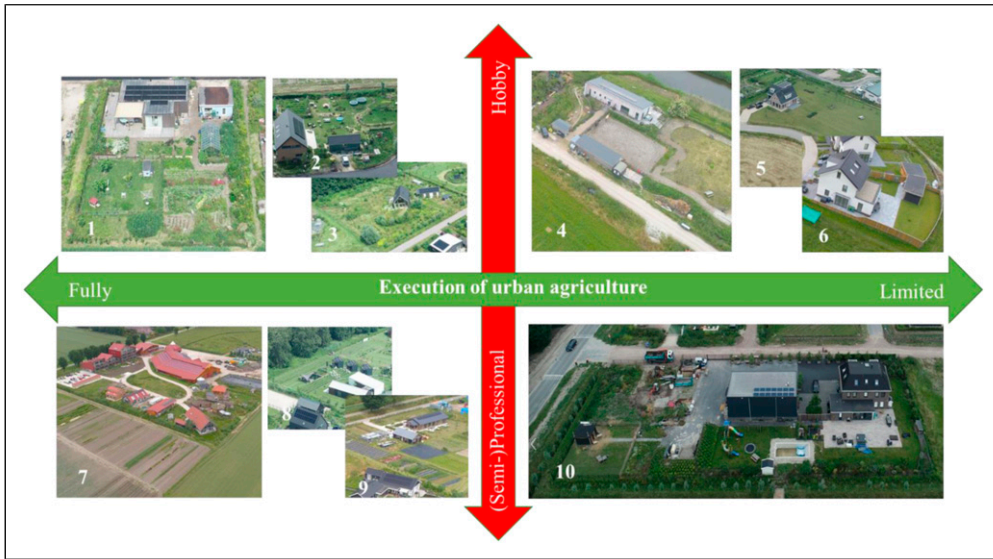 Hobby
1
2
3
4
5
6
Fully
Execution of urban agriculture
Limited
(Semi-)Professional
7
8
9
10